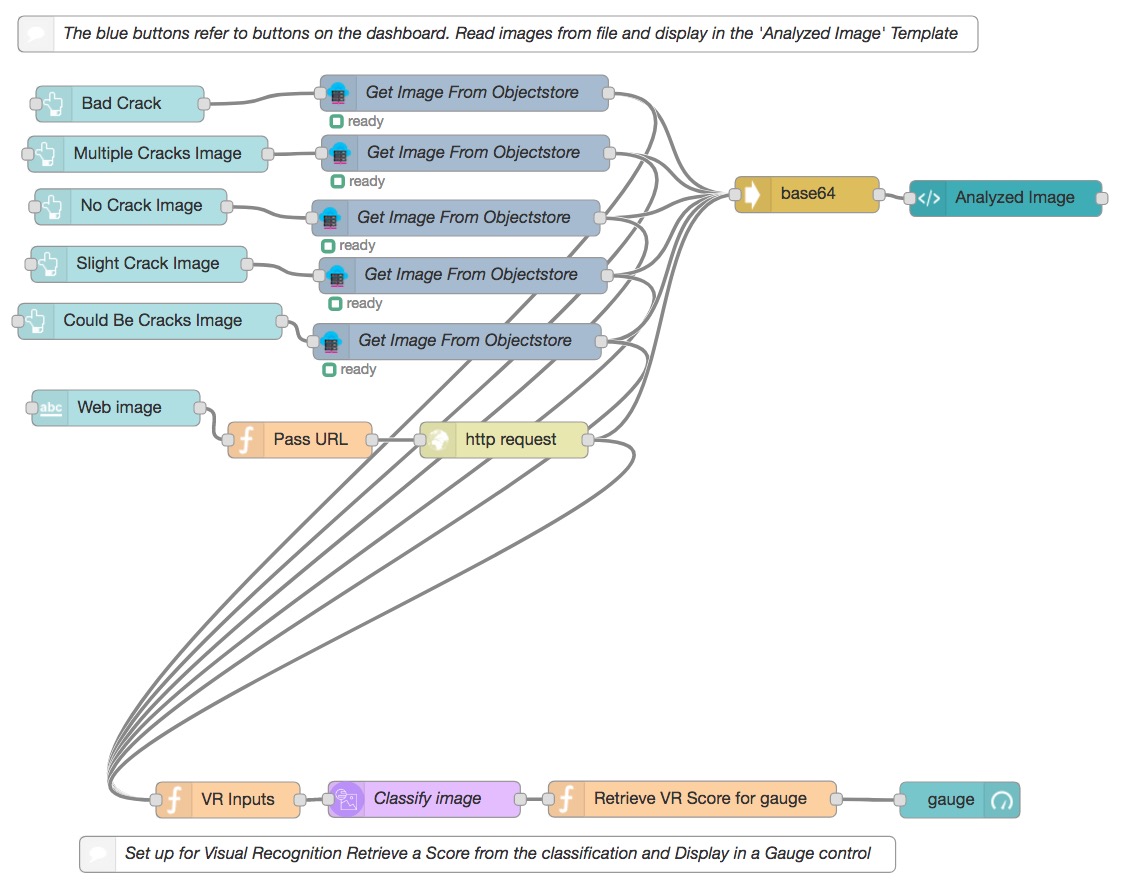 The blue buttons refer to buttons on the dashboard. Read images from file and display in the 'Analyzed Image' Template
Bad Crack
Get Image From Objectstore
ready
Multiple Cracks Image
Get Image From Objectstore
ready
base64
Analyzed Image
No Crack Image
Get Image From Objectstore
ready
Slight Crack Image
Get Image From Objectstore
ready
Could Be Cracks Image
Get Image From Objectstore
ready
abc
Web image
Pass URL
http request
VR Inputs
Classify image
Retrieve VR Score for gauge
gauge
Set up for Visual Recognition Retrieve a Score from the classification and Display in a Gauge control